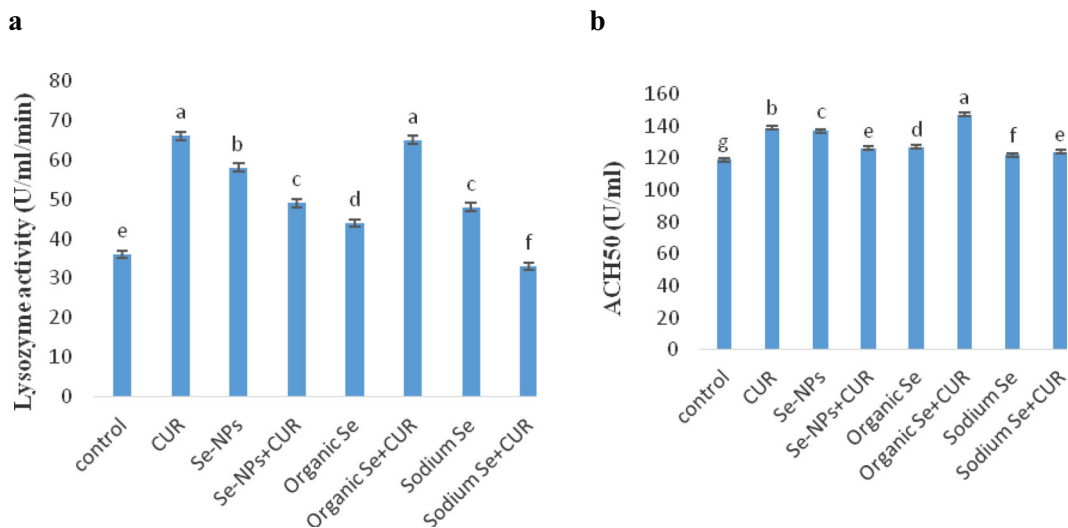 a
Lysozyme activity (U/ml/min)
80
70
60
50
40
30
20
10
0
e
a
b
c
d
a
c
f
control
CUR
Se-NPs
Se-NPs+CUR
Organic Se
Organic Se+CUR
Sodium Se
Sodium Se+CUR
b
ACH50 (U/ml)
160
140
120
100
80
60
40
20
0
g
b
c
e
d
a
f
e
control
CUR
Se-NPs
Se-NPs+CUR
Organic Se
Organic Se+CUR
Sodium Se
Sodium Se+CUR